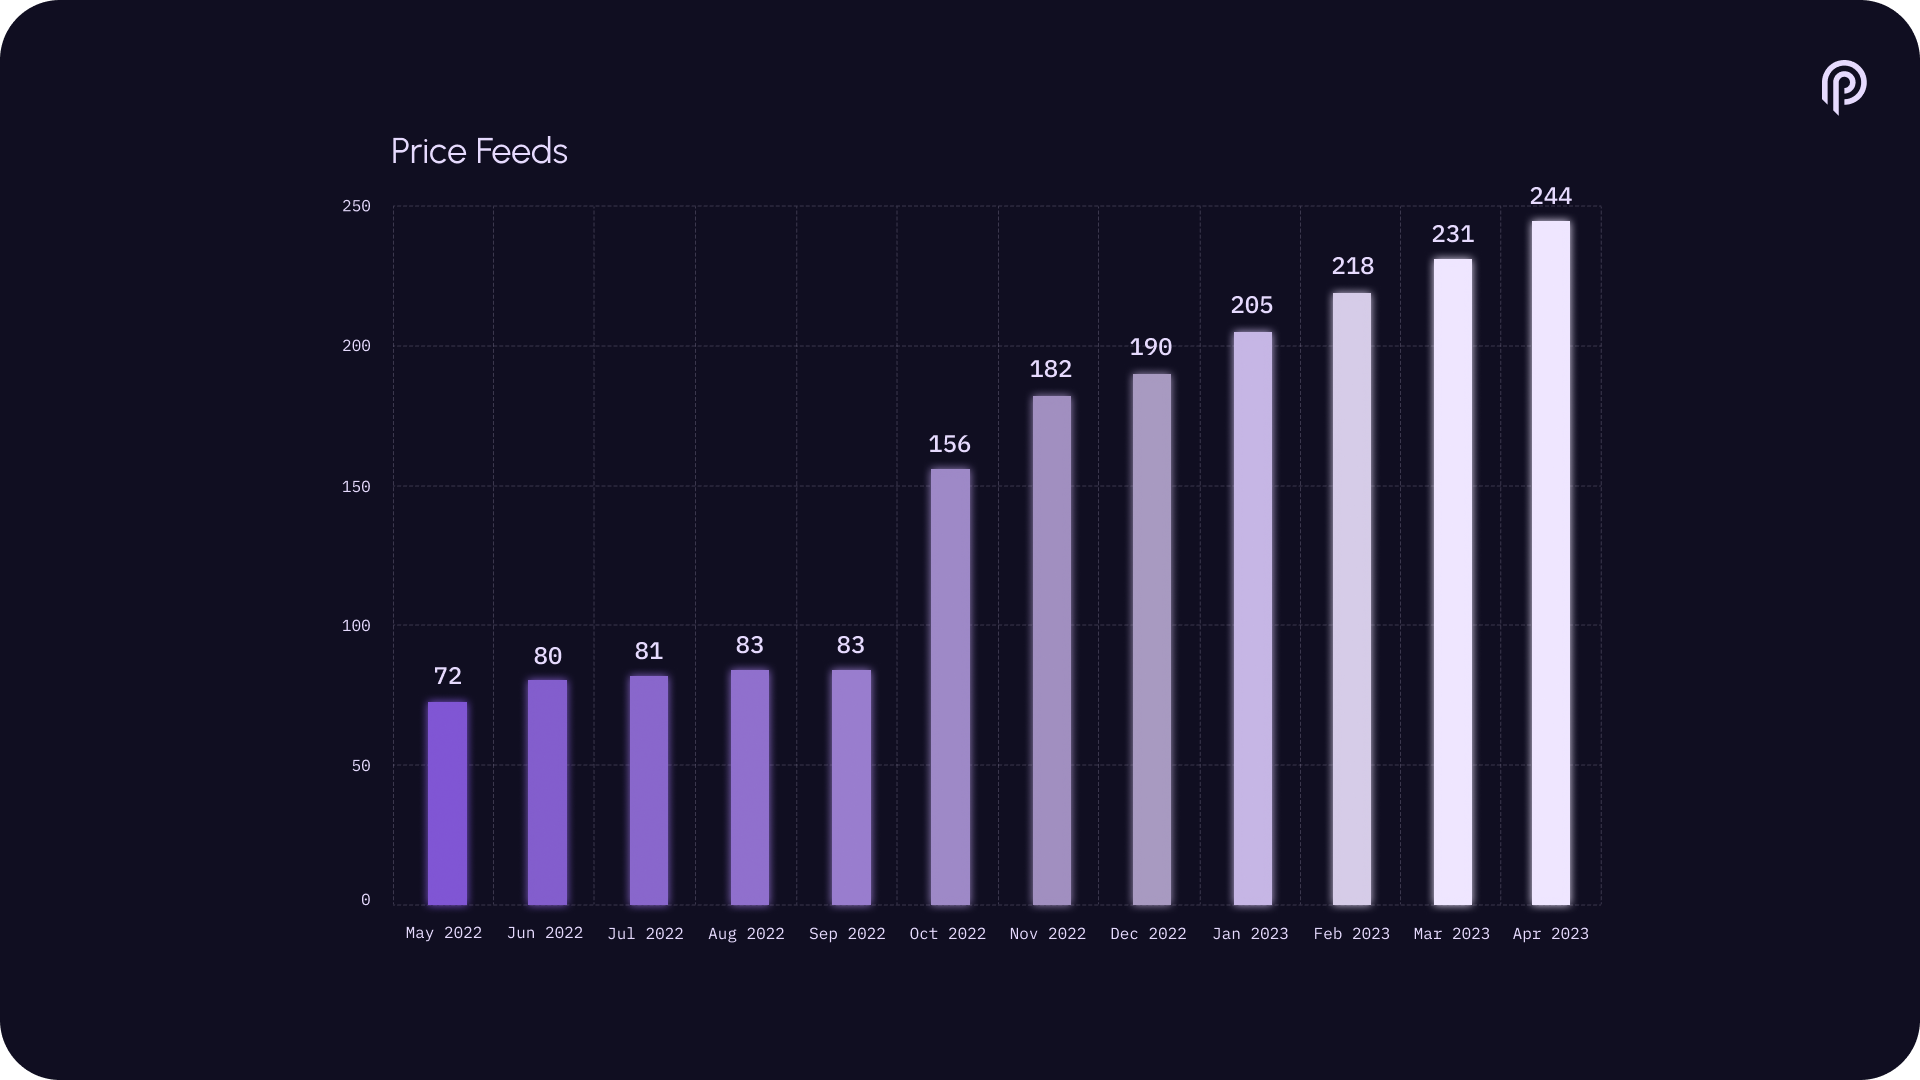 Price Feeds
250
200
150
100
50
0
72
80
81
83
83
156
182
190
205
218
231
244
May 2022
Jun 2022
Jul 2022
Aug 2022
Sep 2022
Oct 2022
Nov 2022
Dec 2022
Jan 2023
Feb 2023
Mar 2023
Apr 2023